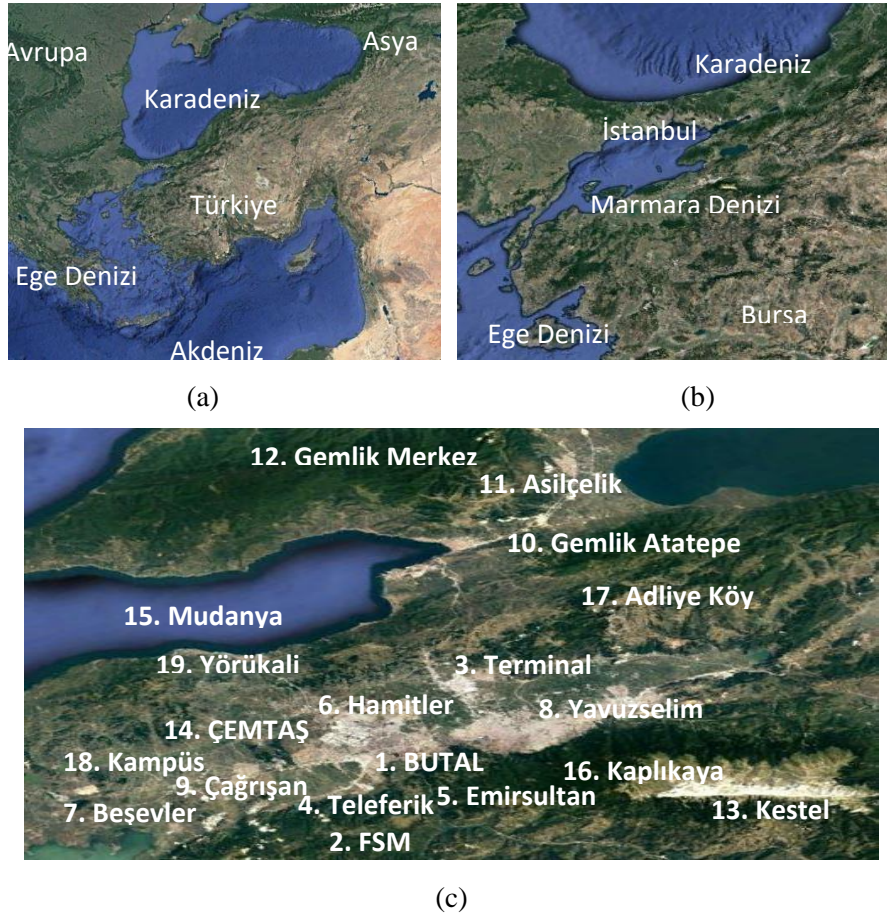 Avrupa
Asya
Karadeniz
Türkiye
Ege Denizi
Akdeniz
(a)
Karadeniz
İstanbul
Marmara Denizi
Bursa
Ege Denizi
(b)
12. Gemlik Merkez
11. Asilçelik
10. Gemlik Atatepe
17. Adliye Köy
15. Mudanya
19. Yörükali
3. Terminal
6. Hamitler
8. Yavuzselim
14. ÇEMTAŞ
18. Kampüs
1. BUTAL
16. Kaplıkaya
9. Çağrışan
5. Emirsultan
7. Beşevler
4. Teleferik
13. Kestel
2. FSM
(c)